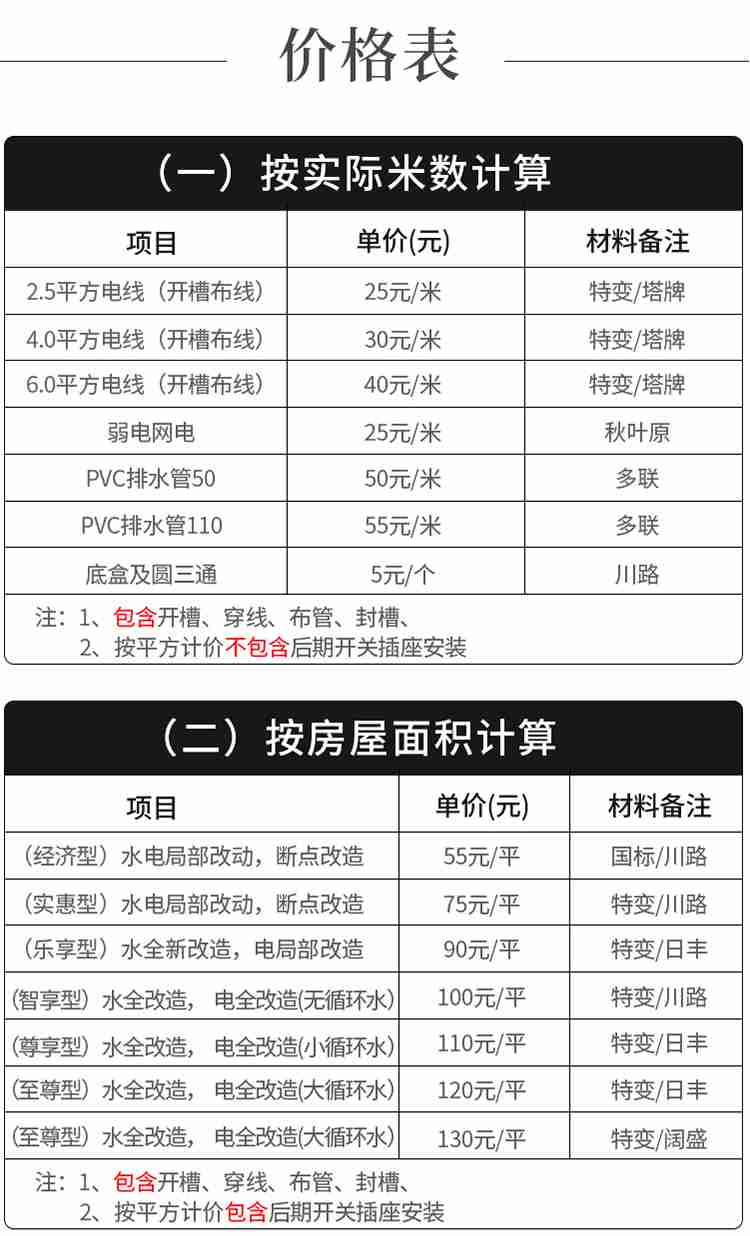 价格表
（一）按实际米数计算
项目 单价(元) 材料备注
2.5平方电线（开槽布线） 25元/米 特变/塔牌
4.0平方电线（开槽布线） 30元/米 特变/塔牌
6.0平方电线（开槽布线） 40元/米 特变/塔牌
弱电网电 25元/米 秋叶原
PVC排水管50 50元/米 多联
PVC排水管110 55元/米 多联
底盒及圆三通 5元/个 川路
注：1、包含开槽、穿线、布管、封槽、
2、按平方计价不包含后期开关插座安装
（二）按房屋面积计算
项目 单价(元) 材料备注
（经济型）水电局部改动，断点改造 55元/平 国标/川路
（实惠型）水电局部改动，断点改造 75元/平 特变/川路
（乐享型）水全新改造，电局部改造 90元/平 特变/日丰
（智享型）水全改造， 电全改造(无循环水） 100元/平 特变/川路
（尊享型）水全改造， 电全改造(小循环水） 110元/平 特变/日丰
（至尊型）水全改造， 电全改造(大循环水） 120元/平 特变/日丰
（至尊型）水全改造， 电全改造(大循环水） 130元/平 特变/阔盛
注：1、包含开槽、穿线、布管、封槽、
2、按平方计价包含后期开关插座安装